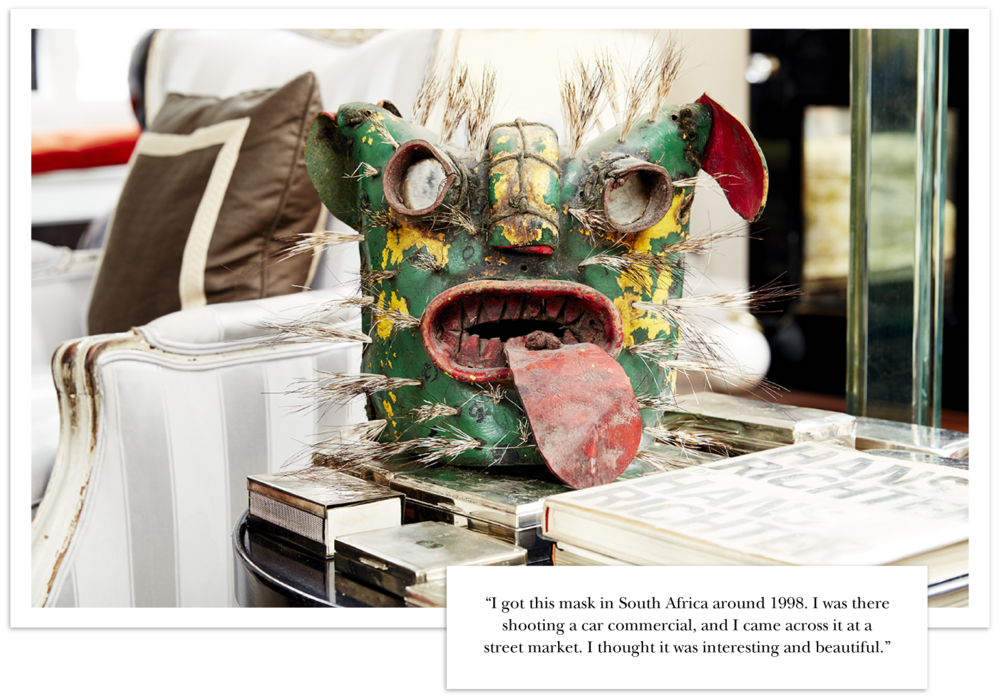 RIGHT
“I got this mask in South Africa around 1998. I was there
shooting a car commercial, and I came across it at a
street market. I thought it was interesting and beautiful.”